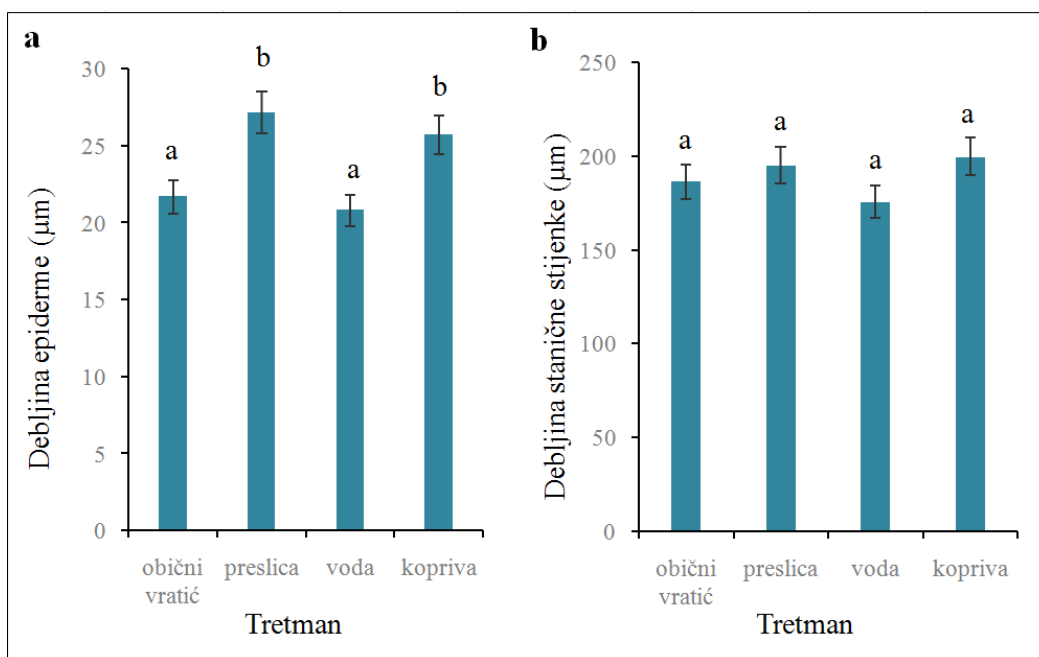 a
Debljina epiderme (µm)
30
25
20
15
10
5
0
a
b
a
b
obični
vratić
preslica
voda
kopriva
Tretman
b
Debljina stanične stijenke (µm)
250
200
150
100
50
0
a
a
a
a
obični
vratić
preslica
voda
kopriva
Tretman